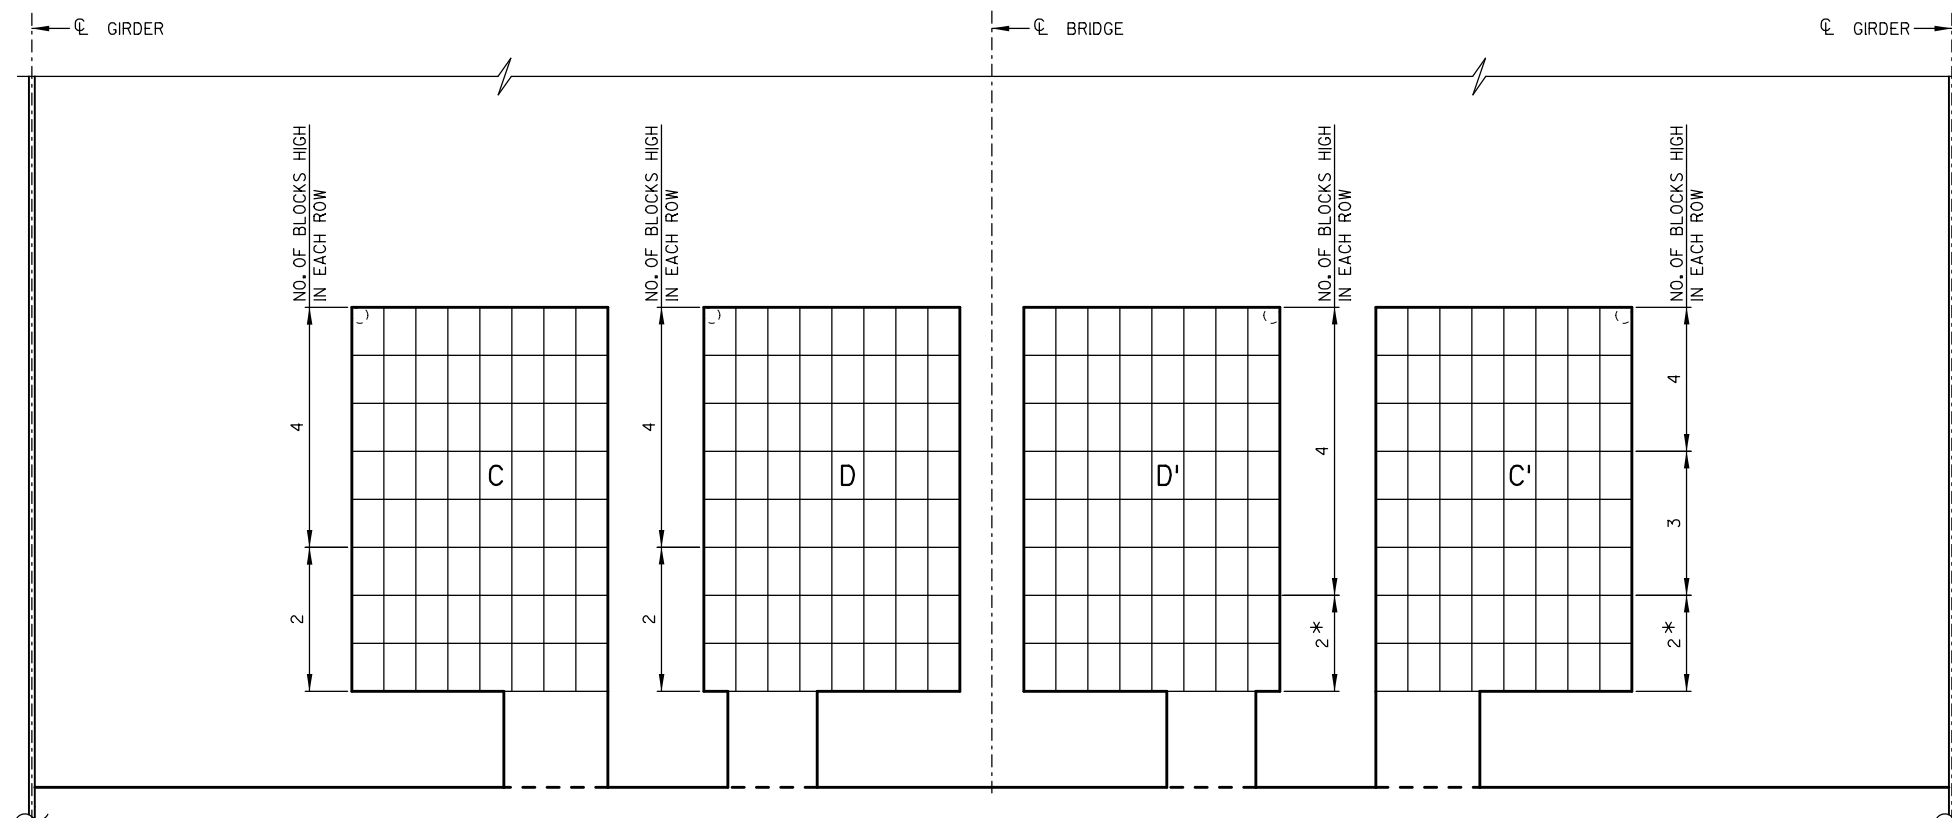 ℄ GIRDER
℄ BRIDGE
℄ GIRDER
NO. OF BLOCKS HIGH
IN EACH ROW
NO. OF BLOCKS HIGH
IN EACH ROW
NO. OF BLOCKS HIGH
IN EACH ROW
NO. OF BLOCKS HIGH
IN EACH ROW
4
2
C
4
2
D
D'
4
2*
C'
4
3
2*